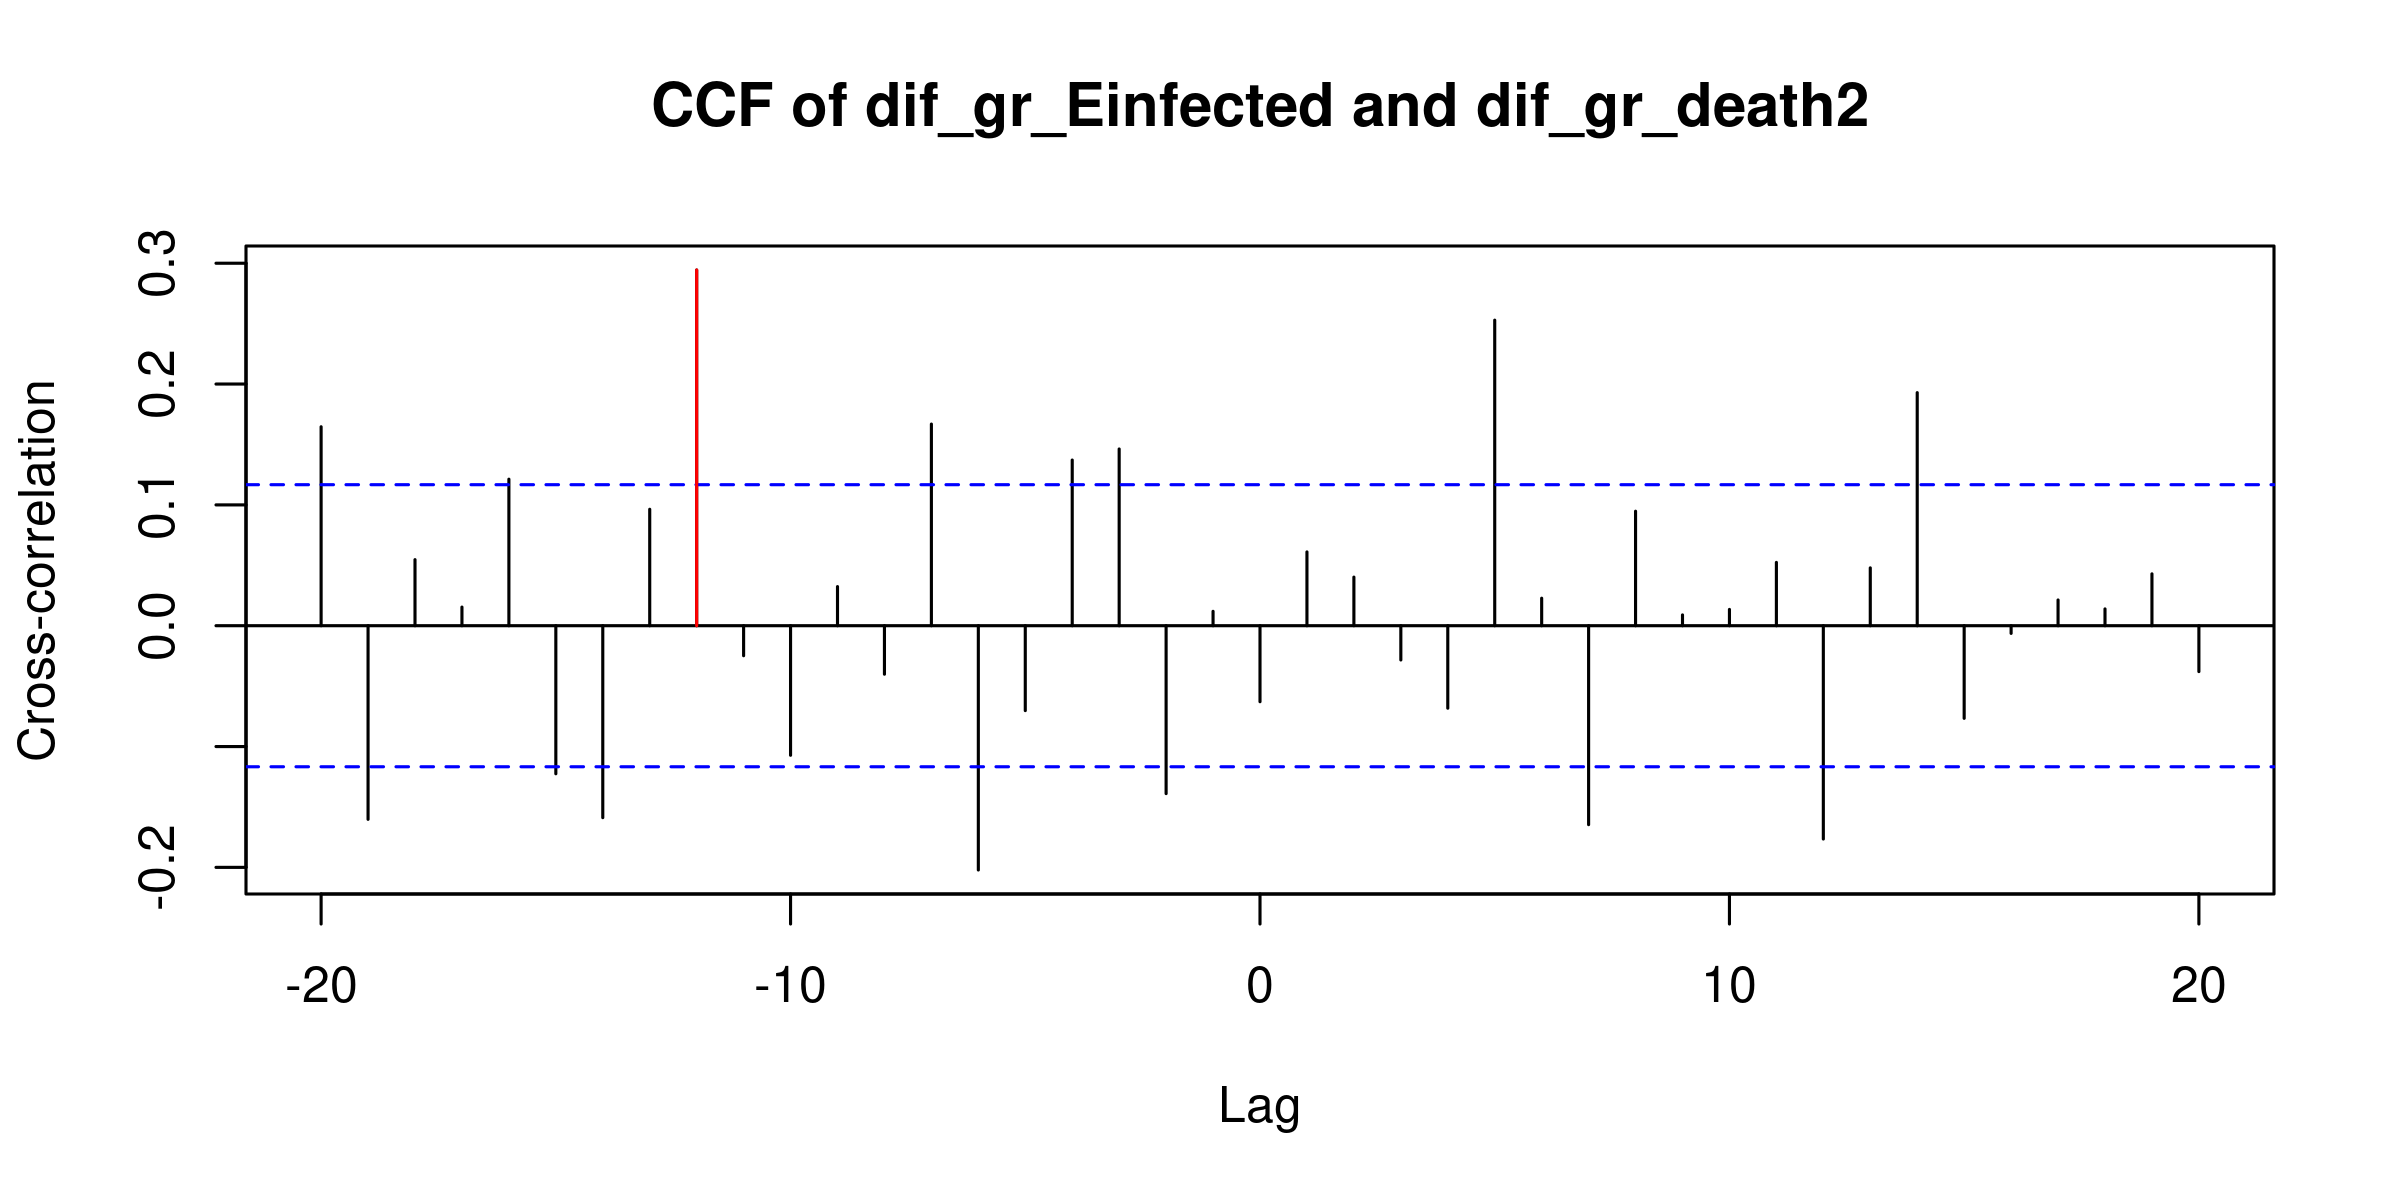 CCF of dif_gr_Einfected and dif_gr_death2
Cross-correlation
0.3
0.2
0.1
0.0
-0.2
-20 -10 0 10 20
Lag